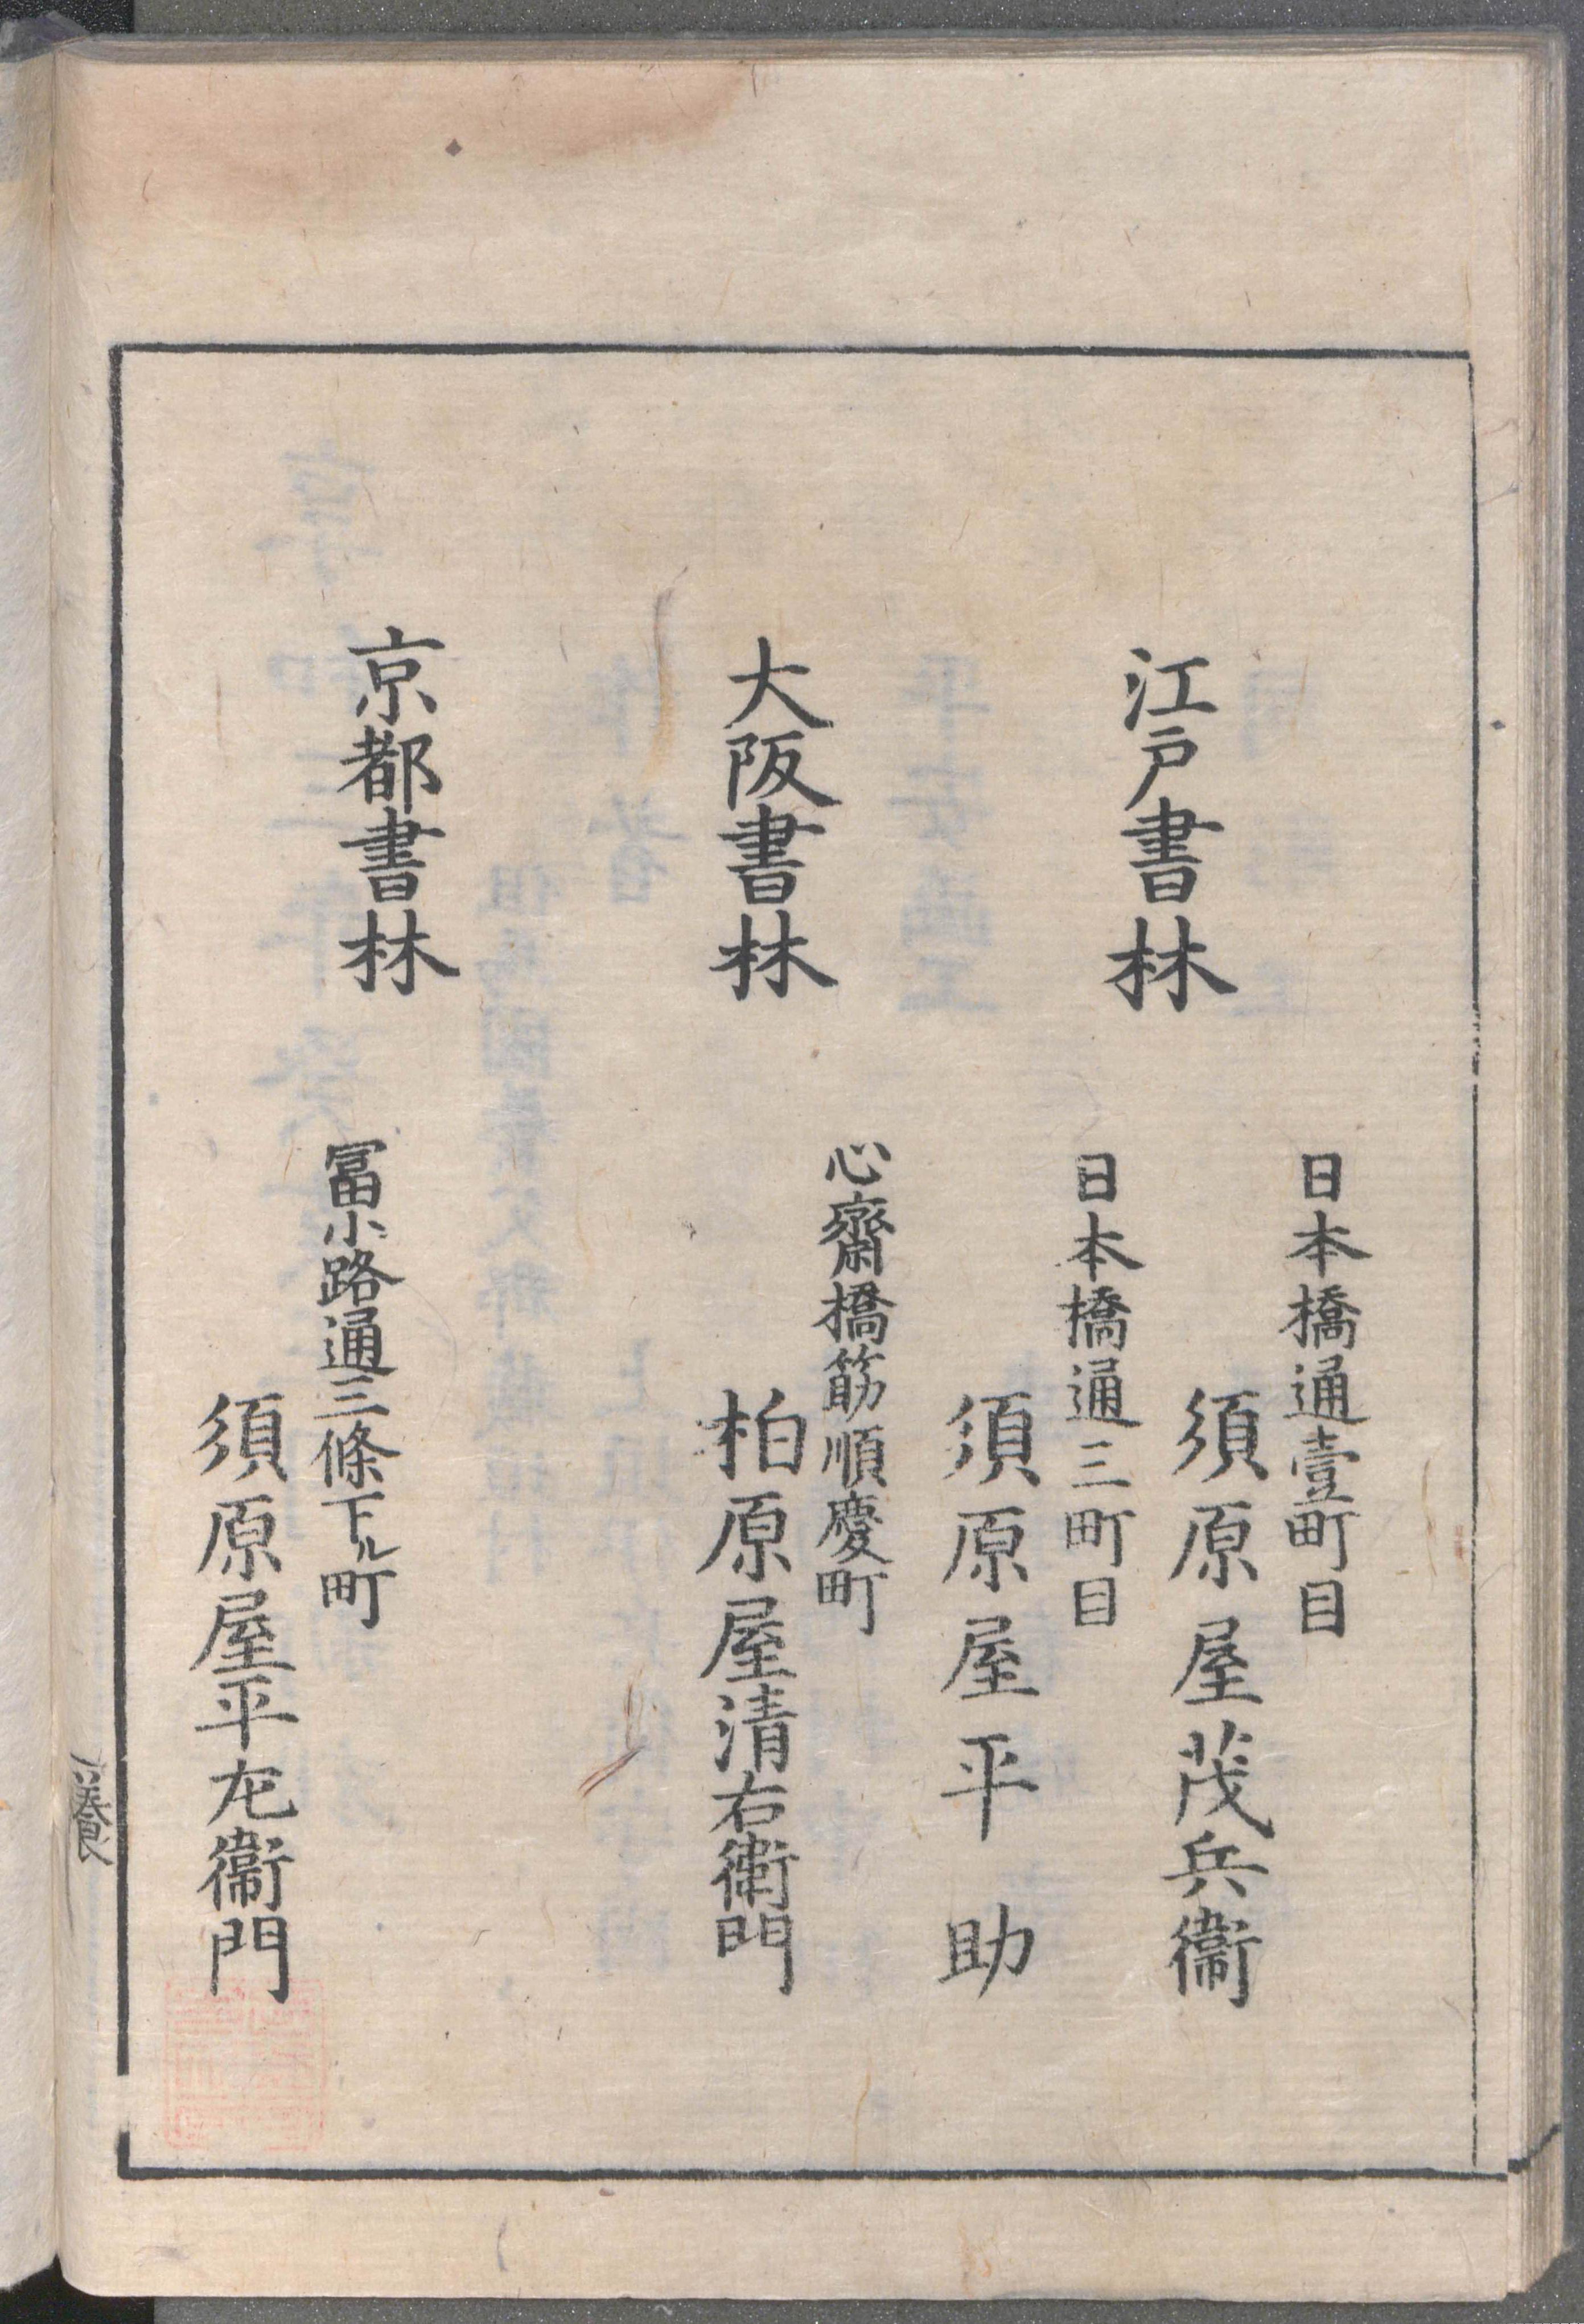 江戸書林
日本橋通壹町目
須原屋茂兵衞
日本橋通三町目
須原屋平助
大阪書林
心齋橋筋順慶町
柏原屋清右衛門
京都書林
冨小路通三條下ル町
須原屋平左衞門